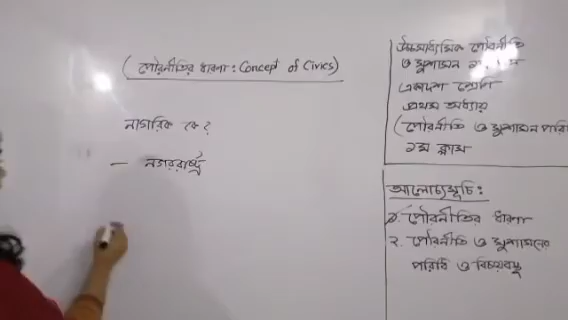 (পৌরনীতির ধারণা : Concept of Civics)
নাগরিক কে?
— নগররাষ্ট্র
উচ্চমাধ্যমিক পৌরনীতি
ও সুশাসন
একাদশ শ্রেণি
প্রথম অধ্যায়
(পৌরনীতি ও সুশাসন পরি
১ম ক্লাস
আলোচ্যসূচি :
১. পৌরনীতির ধারণা
২. পৌরনীতি ও সুশাসনের
পরিধি ও বিষয়বস্তু